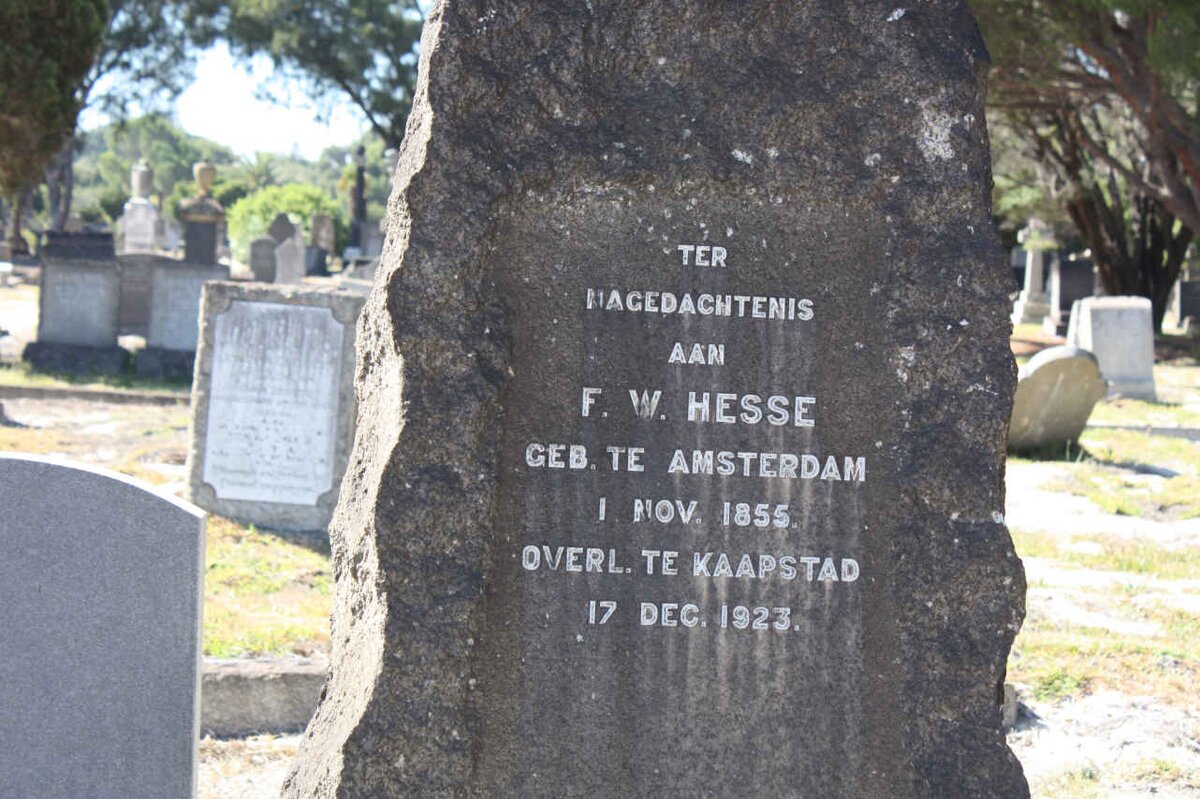 TER
NAGEDACHTENIS
AAN
F. W. HESSE
GEB. TE AMSTERDAM
1 NOV. 1855.
OVERL. TE KAAPSTAD
17 DEC. 1923.